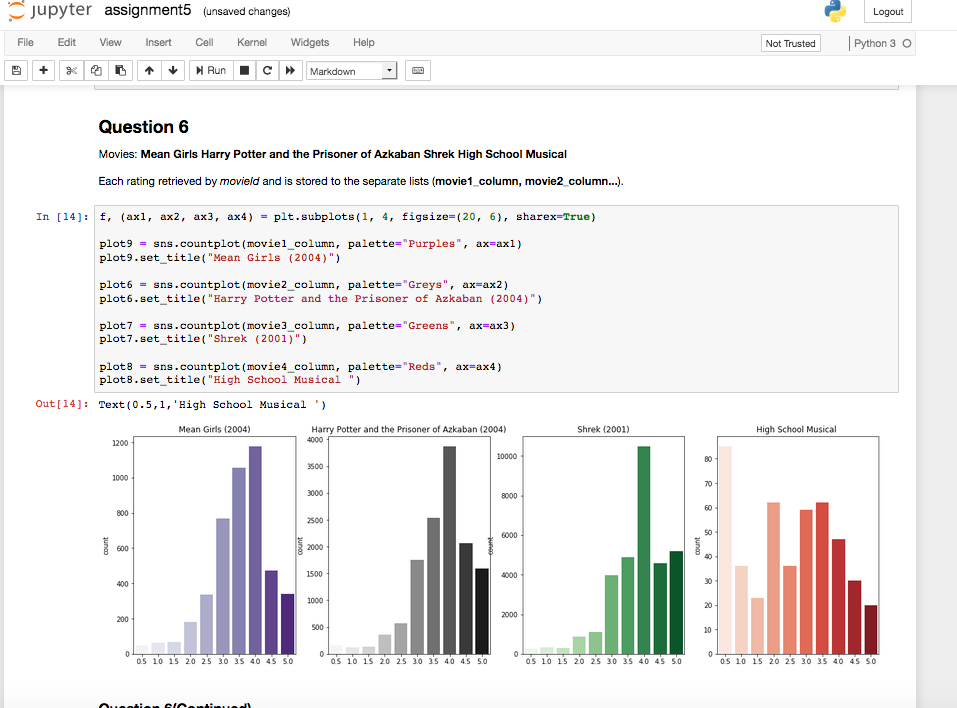 jupyter assignment5 (unsaved changes) Logout
File Edit View Insert Cell Kernel Widgets Help Not Trusted Python 3
Run Markdown
Question 6
Movies: Mean Girls Harry Potter and the Prisoner of Azkaban Shrek High School Musical
Each rating retrieved by movieId and is stored to the separate lists (movie1_column, movie2_column...).
In [14]: f, (ax1, ax2, ax3, ax4) = plt.subplots(1, 4, figsize=(20, 6), sharex=True)
plot9 = sns.countplot(movie1_column, palette="Purples", ax=ax1)
plot9.set_title("Mean Girls (2004)")
plot6 = sns.countplot(movie2_column, palette="Greys", ax=ax2)
plot6.set_title("Harry Potter and the Prisoner of Azkaban (2004)")
plot7 = sns.countplot(movie3_column, palette="Greens", ax=ax3)
plot7.set_title("Shrek (2001)")
plot8 = sns.countplot(movie4_column, palette="Reds", ax=ax4)
plot8.set_title("High School Musical ")
Out[14]: Text(0.5,1,'High School Musical ')
Mean Girls (2004)
1200
1000
800
600
400
200
0
count
0.5 1.0 1.5 2.0 2.5 3.0 3.5 4.0 4.5 5.0
Harry Potter and the Prisoner of Azkaban (2004)
4000
3500
3000
2500
2000
1500
1000
500
0
count
0.5 1.0 1.5 2.0 2.5 3.0 3.5 4.0 4.5 5.0
Shrek (2001)
10000
8000
6000
4000
2000
0
count
0.5 1.0 1.5 2.0 2.5 3.0 3.5 4.0 4.5 5.0
High School Musical
80
70
60
50
40
30
20
10
0
count
0.5 1.0 1.5 2.0 2.5 3.0 3.5 4.0 4.5 5.0
Question 6(Continued)